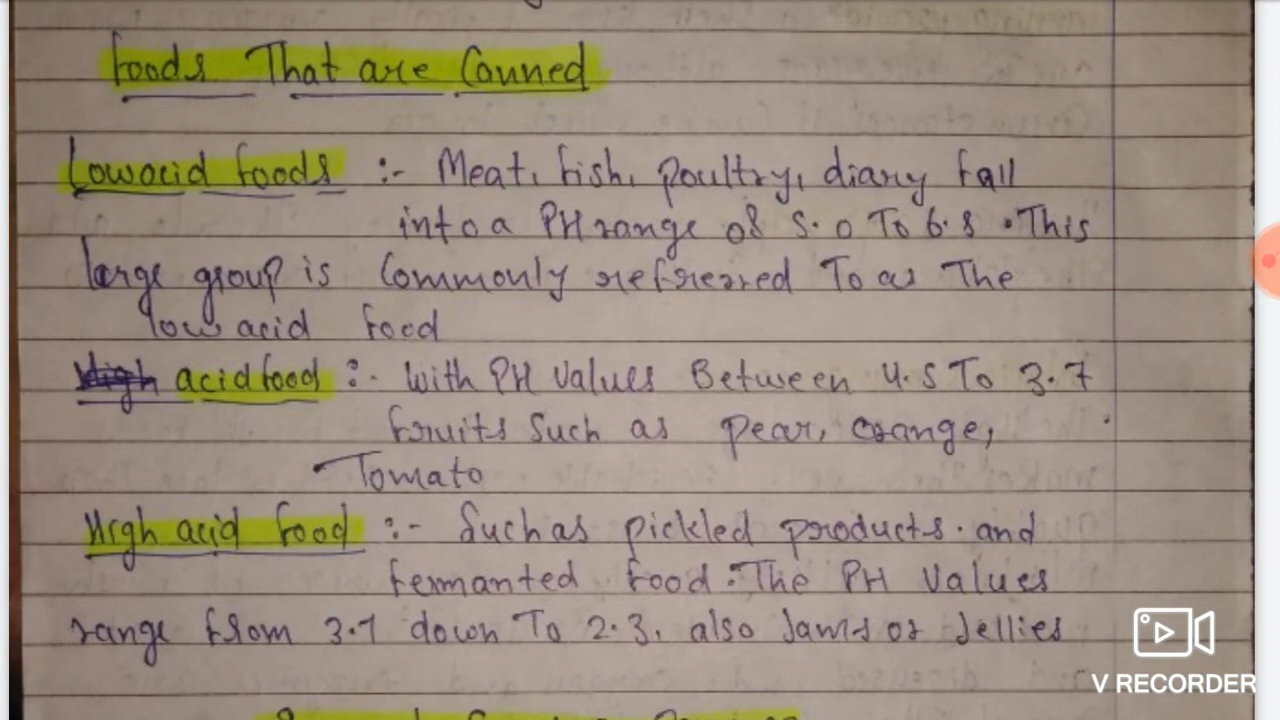 Foods That are Canned
Low acid foods :- Meat, fish, poultry, diary fall
into a PH range of 5.0 To 6.8 . This
large group is Commonly refreered To as The
low acid food
High acid food :- with PH values Between 4.5 To 3.7
fruits Such as pear, orange,
Tomato
High acid food :- Such as pickled products and
fermanted food . The PH values
range from 3.7 down To 2.3. also Jams or Jellies
V RECORDER